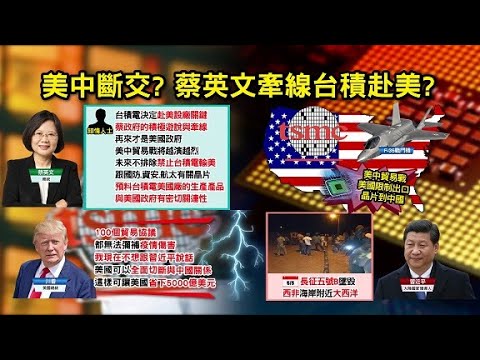 美中斷交? 蔡英文牽線台積赴美?
知情人士
台積電決定赴美設廠關鍵
蔡政府的積極遊說與牽線
再來才是美國政府
美中貿易戰將越演越烈
未來不排除禁止台積電輸美
跟國防.資安.航太有關晶片
預料台積電美國廠的生產產品
與美國政府有密切關連性
蔡英文
總統
tsmc
F-35戰鬥機
美中貿易戰
美國限制出口
晶片到中國
100個貿易協議
都無法彌補疫情傷害
我現在不想跟習近平說話
美國可以全面切斷與中國關係
這樣可讓美國省下5000億美元
川普
美國總統
5/8
長征五號B墜毀
西非海岸附近大西洋
習近平